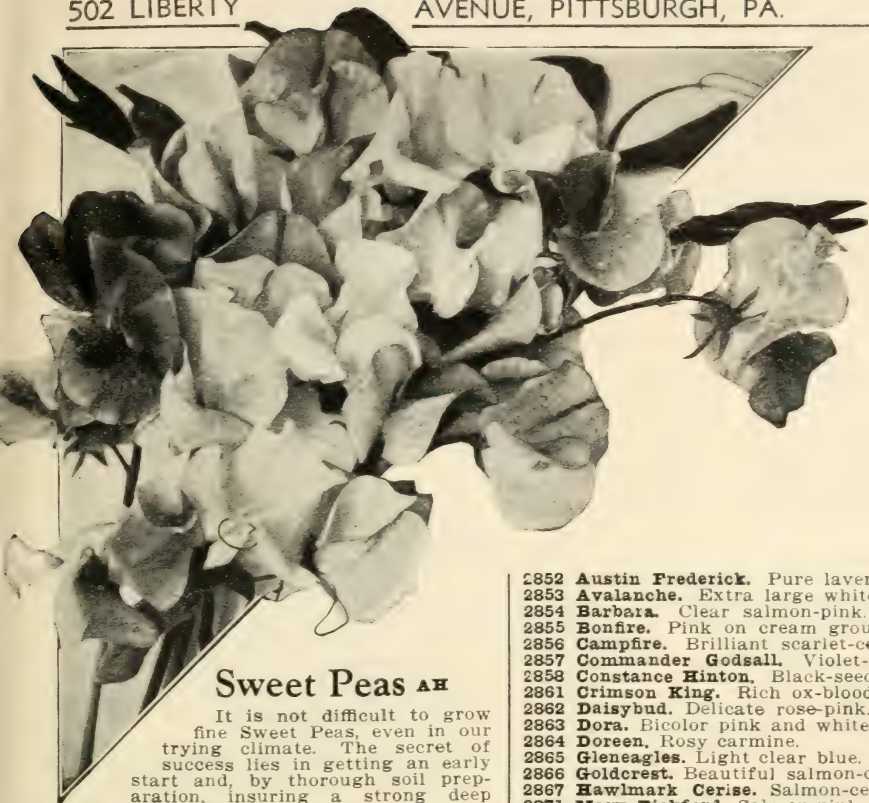 502 LIBERTY AVENUE, PITTSBURGH, PA.
Sweet Peas AH
It is not difficult to grow
fine Sweet Peas, even in our
trying climate. The secret of
success lies in getting an early
start and, by thorough soil prep-
aration, insuring a strong deep
2852 Austin Frederick. Pure laven
2853 Avalanche. Extra large white
2854 Barbara. Clear salmon-pink.
2855 Bonfire. Pink on cream grou
2856 Campfire. Brilliant scarlet-ce
2857 Commander Godsall. Violet-
2858 Constance Hinton. Black-seed
2861 Crimson King. Rich ox-blood
2862 Daisybud. Delicate rose-pink.
2863 Dora. Bicolor pink and white
2864 Doreen. Rosy carmine.
2865 Gleneagles. Light clear blue.
2866 Goldcrest. Beautiful salmon-o
2867 Hawlmark Cerise. Salmon-ce